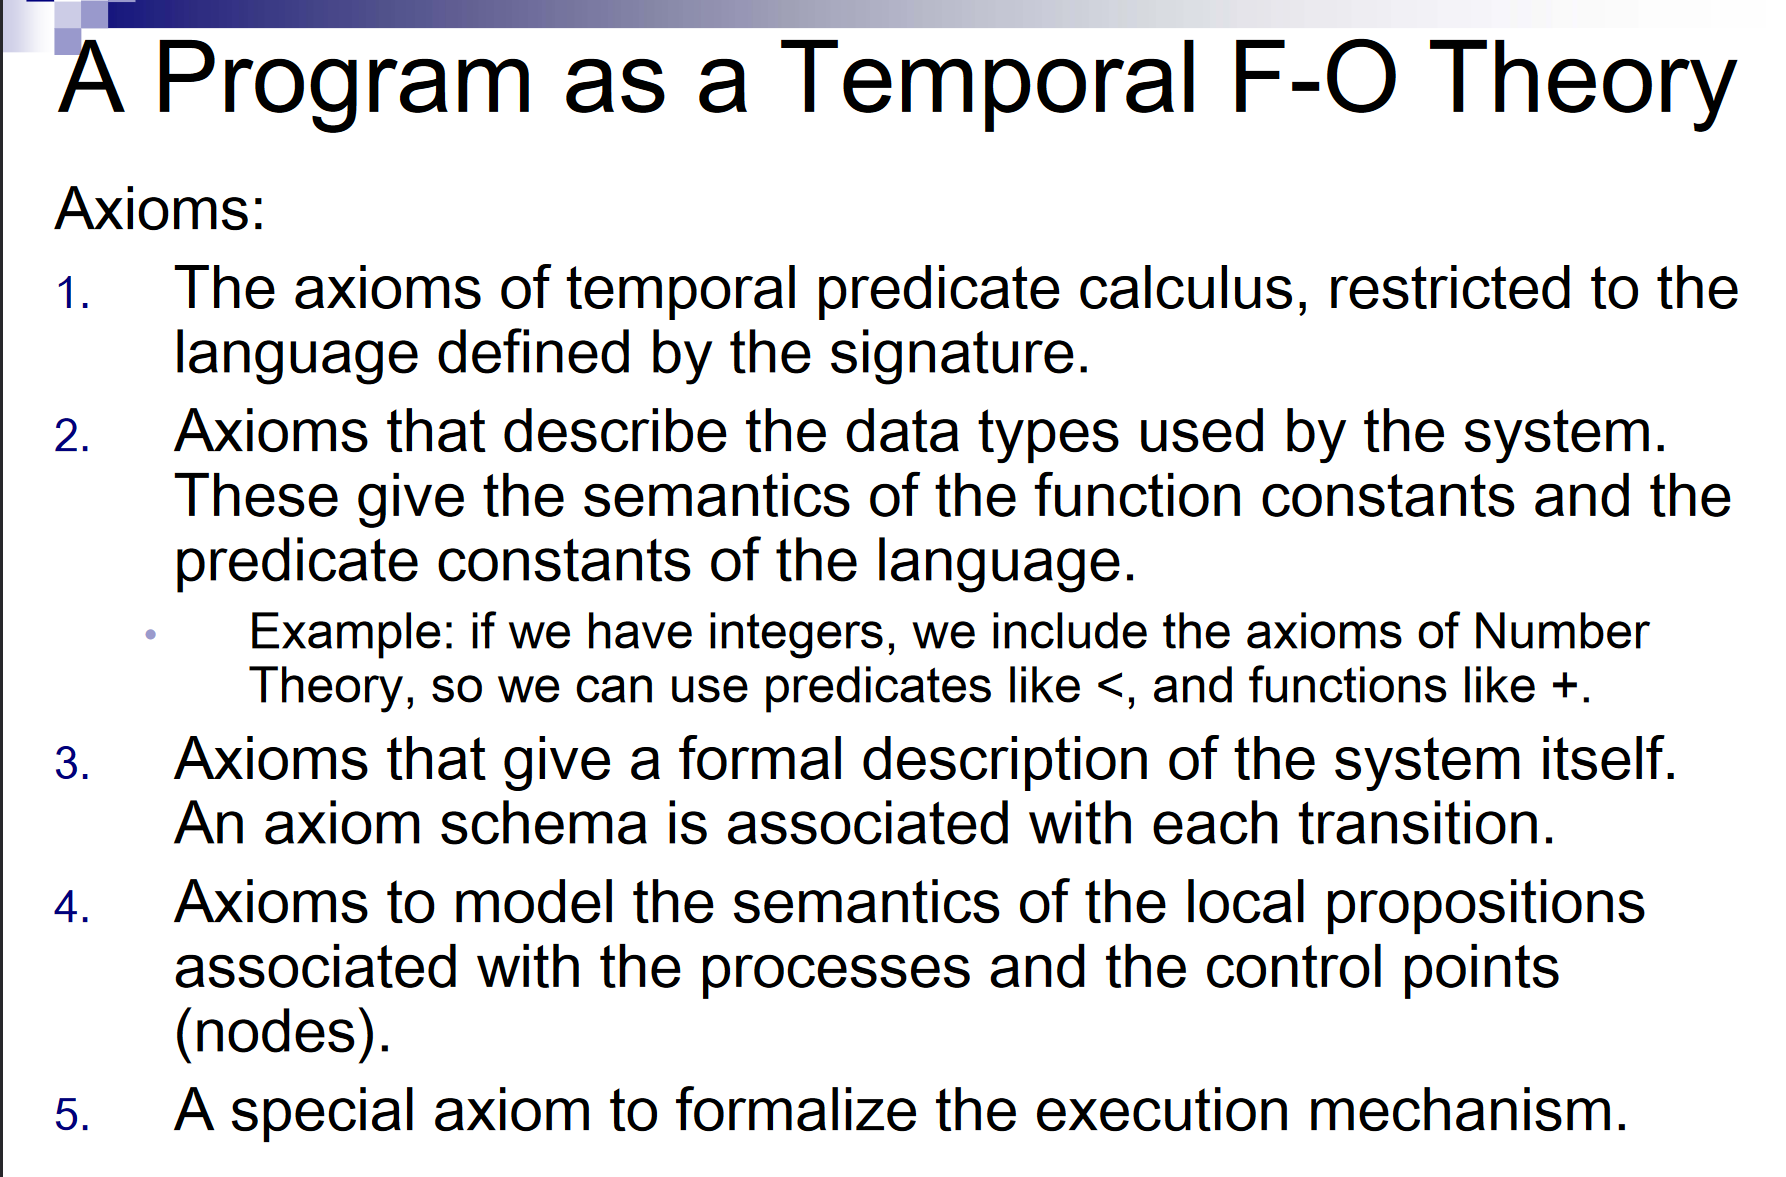 A Program as a Temporal F-O Theory
Axioms:
1. The axioms of temporal predicate calculus, restricted to the
language defined by the signature.
2. Axioms that describe the data types used by the system.
These give the semantics of the function constants and the
predicate constants of the language.
• Example: if we have integers, we include the axioms of Number
Theory, so we can use predicates like <, and functions like +.
3. Axioms that give a formal description of the system itself.
An axiom schema is associated with each transition.
4. Axioms to model the semantics of the local propositions
associated with the processes and the control points
(nodes).
5. A special axiom to formalize the execution mechanism.